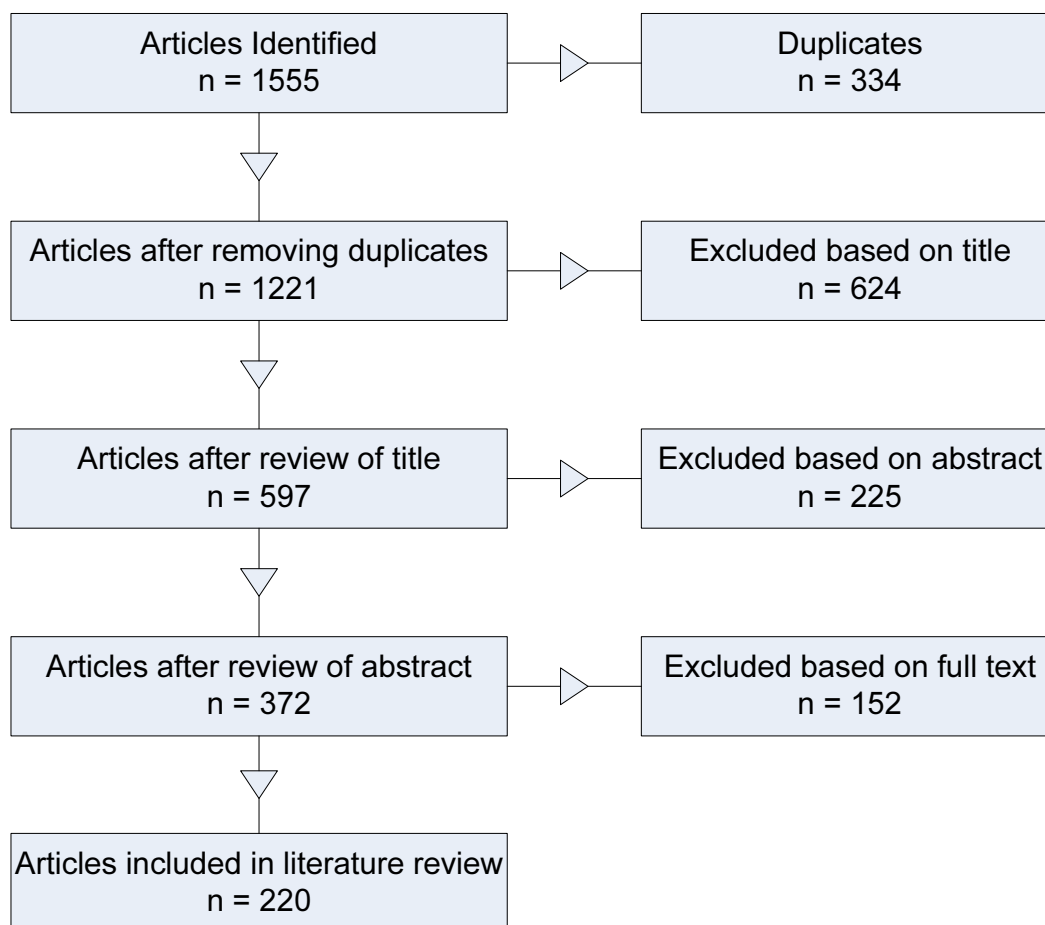 Articles Identified
n = 1555
Duplicates
n = 334
Articles after removing duplicates
n = 1221
Excluded based on title
n = 624
Articles after review of title
n = 597
Excluded based on abstract
n = 225
Articles after review of abstract
n = 372
Excluded based on full text
n = 152
Articles included in literature review
n = 220